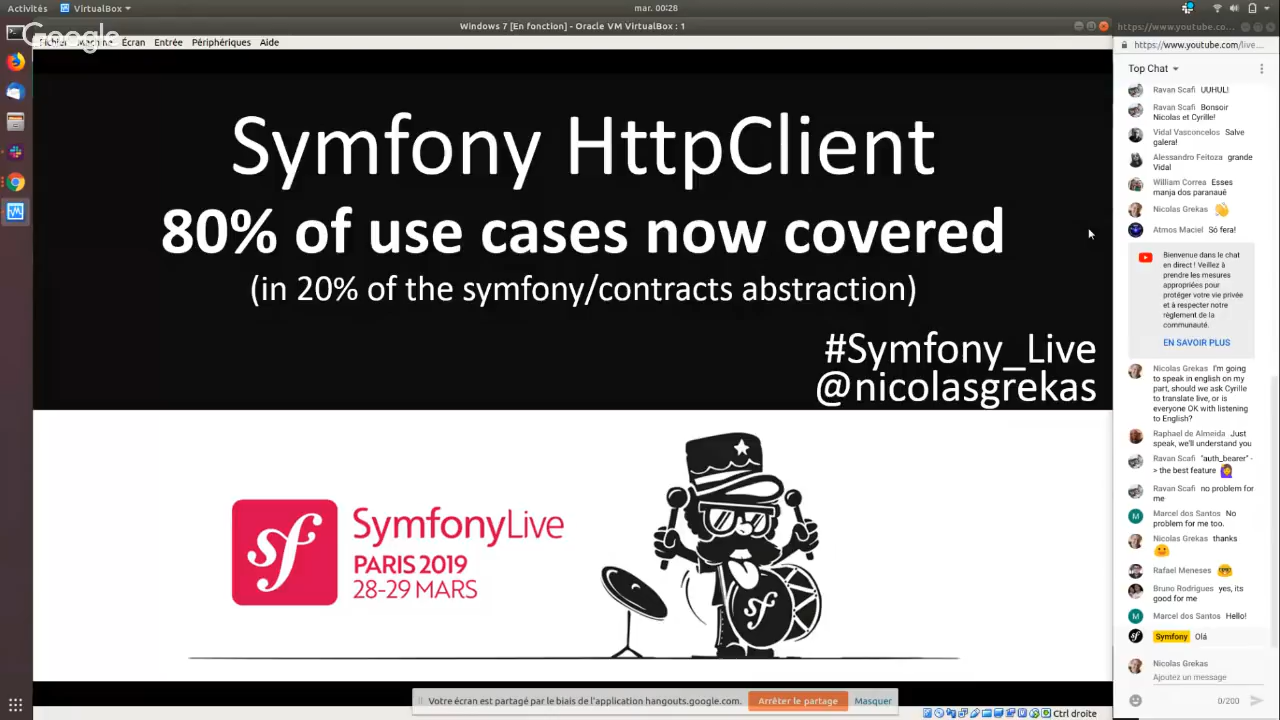 Activités
VirtualBox
mar. 00:28
Google
Windows 7 [En fonction] - Oracle VM VirtualBox : 1
https://www.youtube.co...
Fichier Machine Écran Entrée Périphériques Aide
https://www.youtube.com/live...
Symfony HttpClient
80% of use cases now covered
(in 20% of the symfony/contracts abstraction)
#Symfony_Live
@nicolasgrekas
sf
SymfonyLive
PARIS 2019
28-29 MARS
sf
Top Chat
Ravan Scafi UUHUL!
Ravan Scafi Bonsoir
Nicolas et Cyrille!
Vidal Vasconcelos Salve
galera!
Alessandro Feitoza grande
Vidal
William Correa Esses
manja dos paranauê
Nicolas Grekas 👋
Atmos Maciel Só fera!
Bienvenue dans le chat
en direct ! Veillez à
prendre les mesures
appropriées pour
protéger votre vie privée
et à respecter notre
règlement de la
communauté.
EN SAVOIR PLUS
Nicolas Grekas I'm going
to speak in english on my
part, should we ask Cyrille
to translate live, or is
everyone OK with listening
to English?
Raphael de Almeida Just
speak, we'll understand you
Ravan Scafi "auth_bearer" -
> the best feature 🙋‍♀️
Ravan Scafi no problem for
me
M
Marcel dos Santos No
problem for me too.
Nicolas Grekas thanks
🙂
Rafael Meneses 🤓
Bruno Rodrigues yes, its
good for me
M
Marcel dos Santos Hello!
sf
Symfony Olá
Nicolas Grekas
Ajoutez un message
0/200
Votre écran est partagé par le biais de l'application hangouts.google.com.
Arrêter le partage
Masquer
Ctrl droite